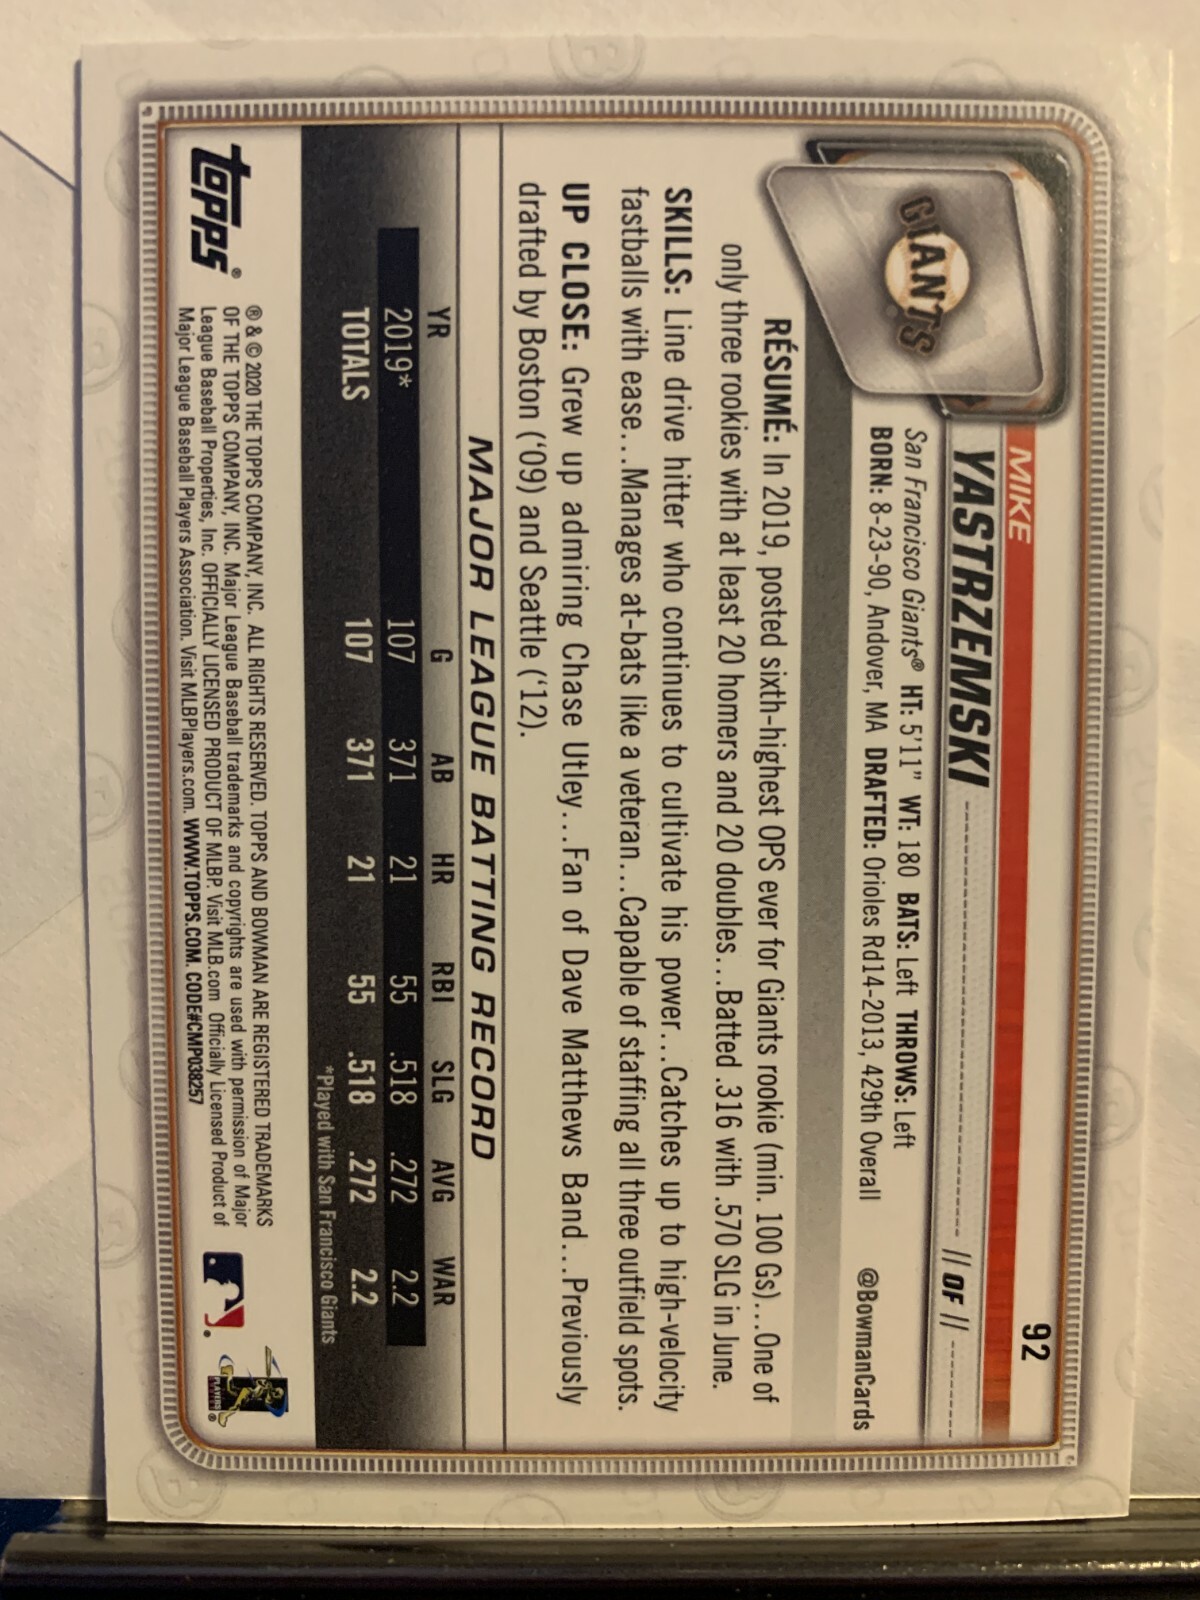 92
MIKE
YASTRZEMSKI // OF //
GIANTS
San Francisco Giants® HT: 5'11" WT: 180 BATS: Left THROWS: Left
BORN: 8-23-90, Andover, MA DRAFTED: Orioles Rd14-2013, 429th Overall @BowmanCards
RÉSUMÉ: In 2019, posted sixth-highest OPS ever for Giants rookie (min. 100 Gs)...One of
only three rookies with at least 20 homers and 20 doubles...Batted .316 with .570 SLG in June.
SKILLS: Line drive hitter who continues to cultivate his power...Catches up to high-velocity
fastballs with ease...Manages at-bats like a veteran...Capable of staffing all three outfield spots.
UP CLOSE: Grew up admiring Chase Utley...Fan of Dave Matthews Band...Previously
drafted by Boston ('09) and Seattle ('12).
MAJOR LEAGUE BATTING RECORD
YR G AB HR RBI SLG AVG WAR
2019* 107 371 21 55 .518 .272 2.2
TOTALS 107 371 21 55 .518 .272 2.2
*Played with San Francisco Giants
topps®
® & © 2020 THE TOPPS COMPANY, INC. ALL RIGHTS RESERVED. TOPPS AND BOWMAN ARE REGISTERED TRADEMARKS
OF THE TOPPS COMPANY, INC. Major League Baseball trademarks and copyrights are used with permission of Major
League Baseball Properties, Inc. OFFICIALLY LICENSED PRODUCT OF MLBP. Visit MLB.com Officially Licensed Product of
Major League Baseball Players Association. Visit MLBPlayers.com. WWW.TOPPS.COM. CODE#CMP038257
PLAYERS